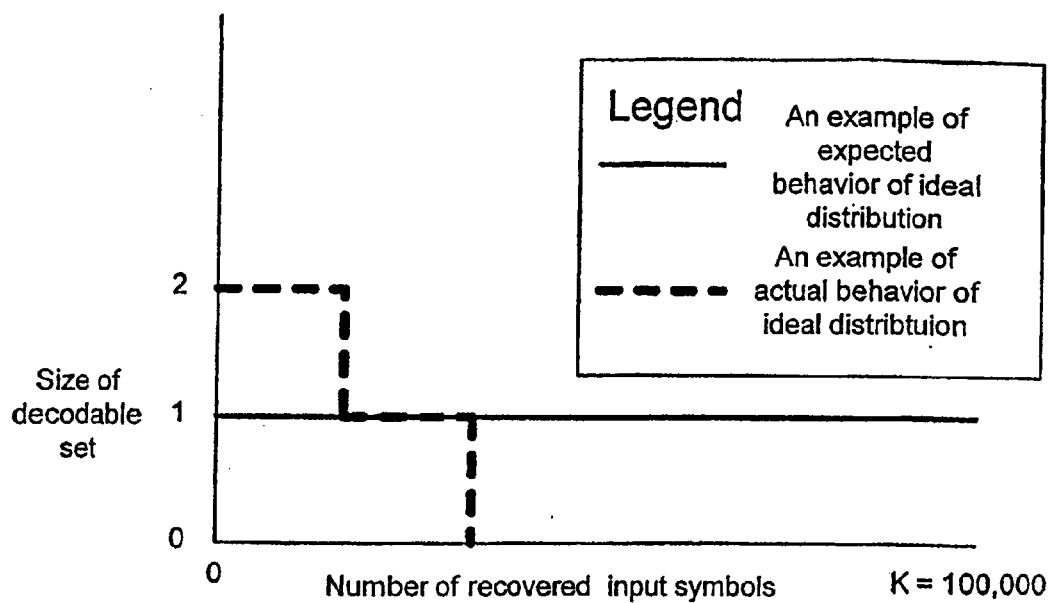 Legend
An example of
expected
behavior of ideal
distribution
An example of
actual behavior of
ideal distribtuion
2
Size of
decodable
set
1
0
0
Number of recovered input symbols
K = 100,000